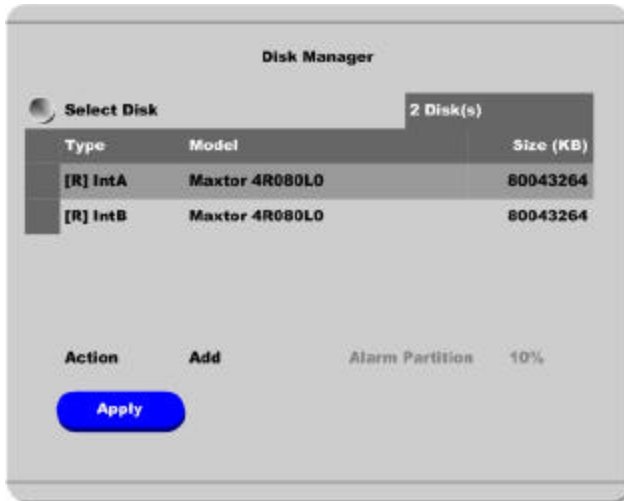 Disk Manager
Select Disk 2 Disk(s)
Type Model Size (KB)
[R] IntA Maxtor 4R080L0 80043264
[R] IntB Maxtor 4R080L0 80043264
Action Add Alarm Partition 10%
Apply